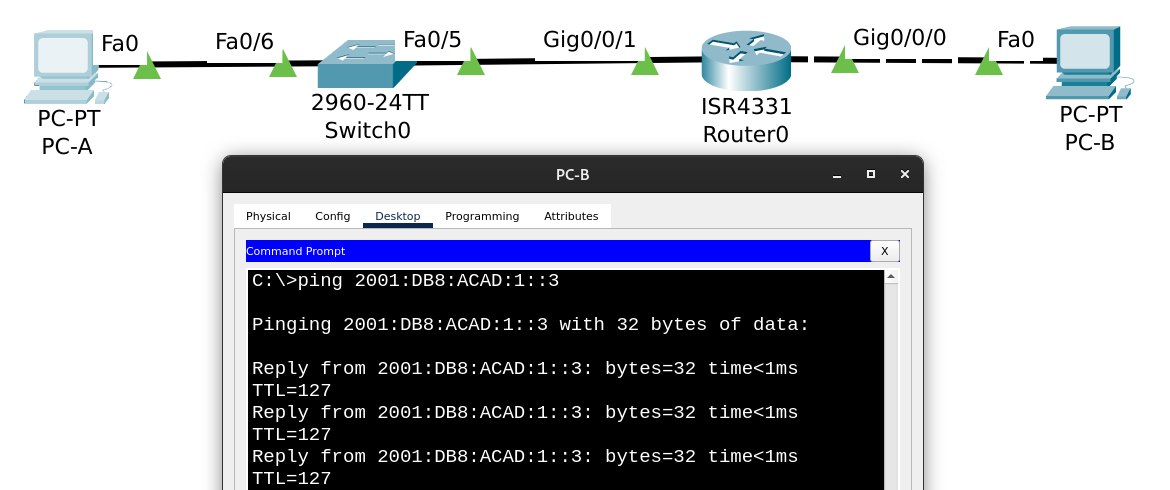 Fa0
Fa0/6
Fa0/5
Gig0/0/1
Gig0/0/0
Fa0
PC-PT
PC-A
2960-24TT
Switch0
ISR4331
Router0
PC-PT
PC-B
PC-B
Physical Config Desktop Programming Attributes
Command Prompt X
C:\>ping 2001:DB8:ACAD:1::3
Pinging 2001:DB8:ACAD:1::3 with 32 bytes of data:
Reply from 2001:DB8:ACAD:1::3: bytes=32 time<1ms
TTL=127
Reply from 2001:DB8:ACAD:1::3: bytes=32 time<1ms
TTL=127
Reply from 2001:DB8:ACAD:1::3: bytes=32 time<1ms
TTL=127